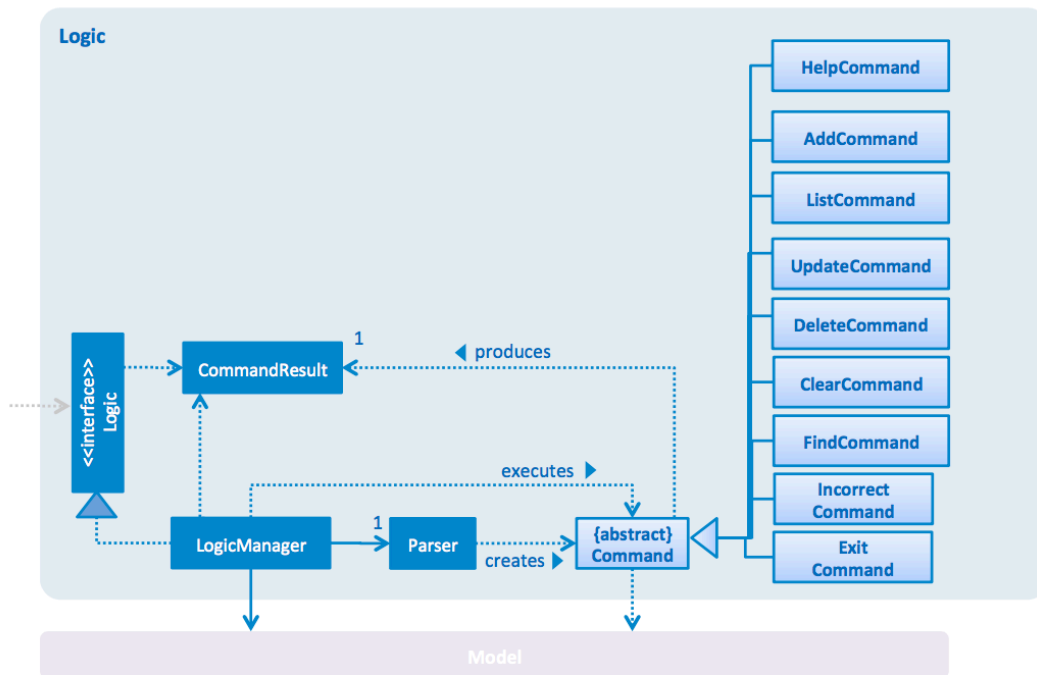 Logic
HelpCommand
AddCommand
ListCommand
UpdateCommand
DeleteCommand
ClearCommand
FindCommand
Incorrect
Command
Exit
Command
<<interface>>
Logic
CommandResult
1
produces
executes
LogicManager
1
Parser
creates
{abstract}
Command
Model